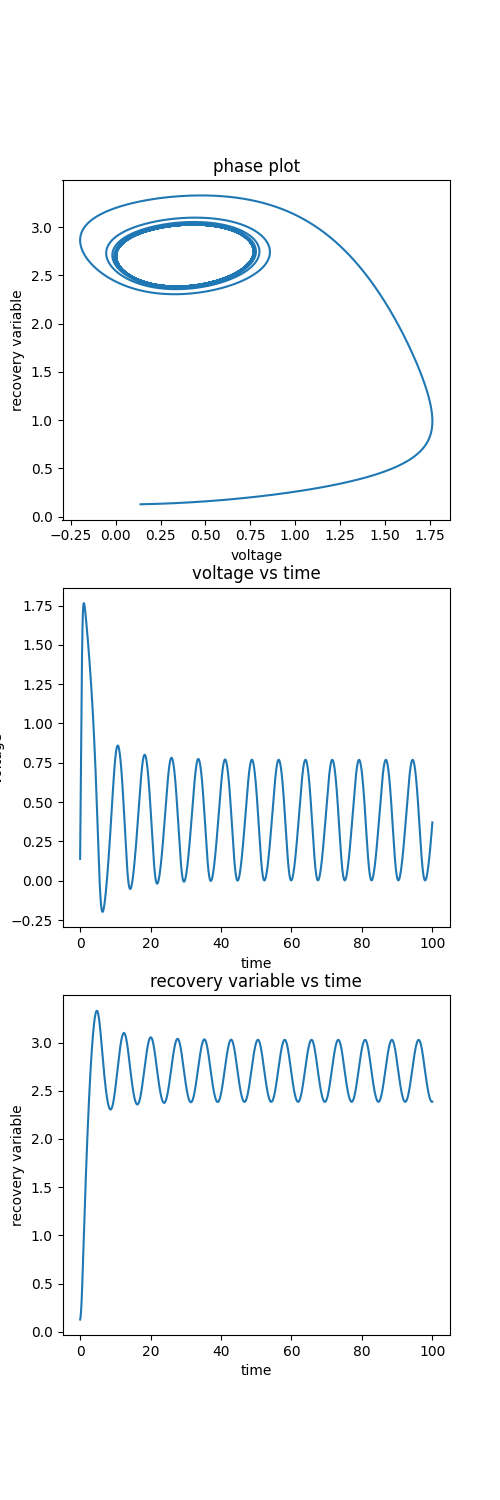 phase plot
3.0
2.5
2.0
1.5
1.0
0.5
0.0
recovery variable
−0.25 0.00 0.25 0.50 0.75 1.00 1.25 1.50 1.75
voltage
voltage vs time
1.75
1.50
1.25
1.00
0.75
0.50
0.25
0.00
−0.25
0 20 40 60 80 100
time
recovery variable vs time
3.0
2.5
2.0
1.5
1.0
0.5
0.0
recovery variable
0 20 40 60 80 100
time